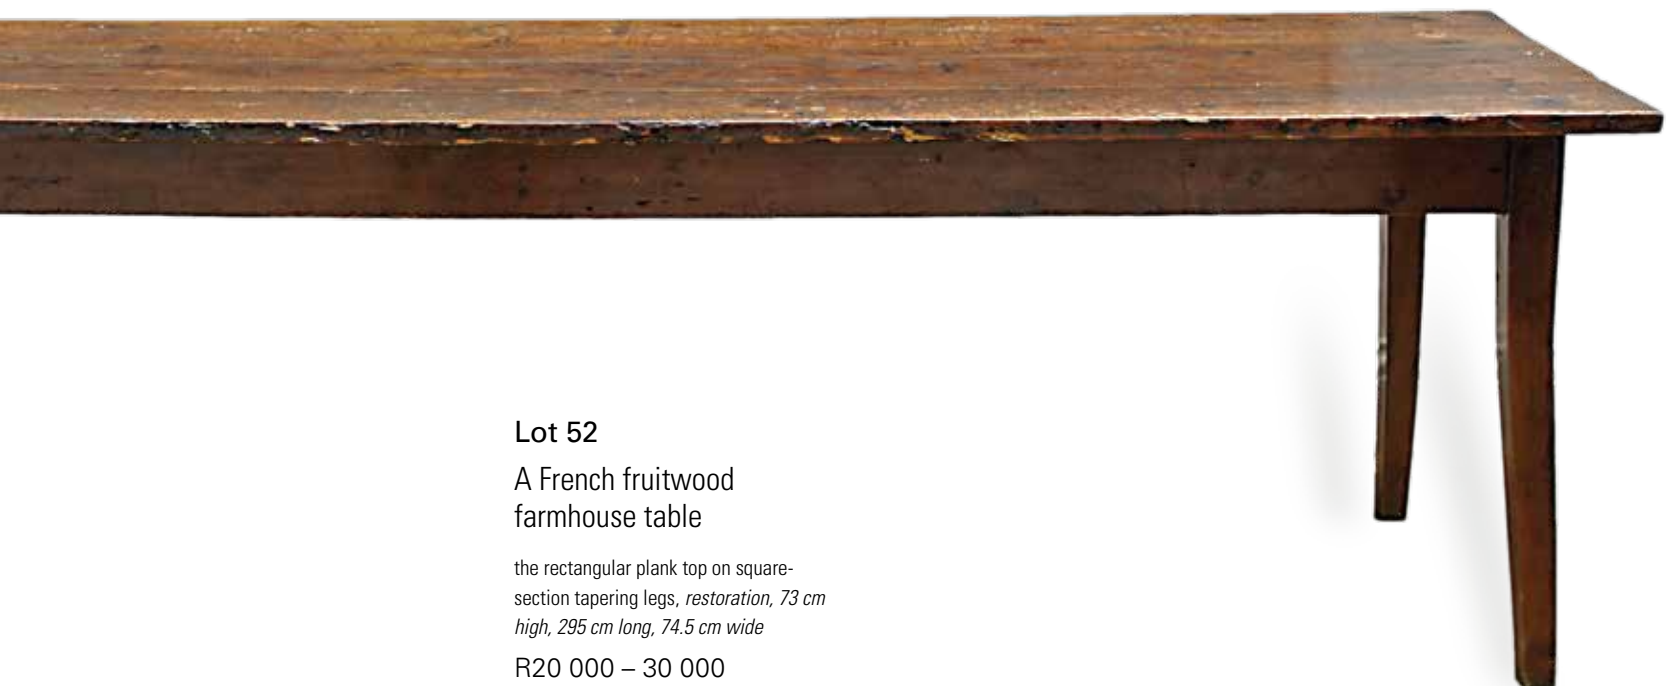 Lot 52
A French fruitwood
farmhouse table
the rectangular plank top on square-
section tapering legs, restoration, 73 cm
high, 295 cm long, 74.5 cm wide
R20 000 – 30 000